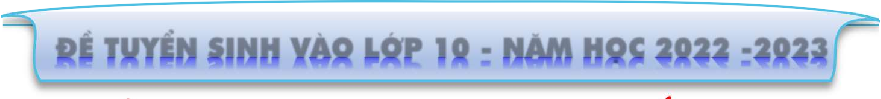 ĐỀ TUYỂN SINH VÀO LỚP 10 - NĂM HỌC 2022 -2023